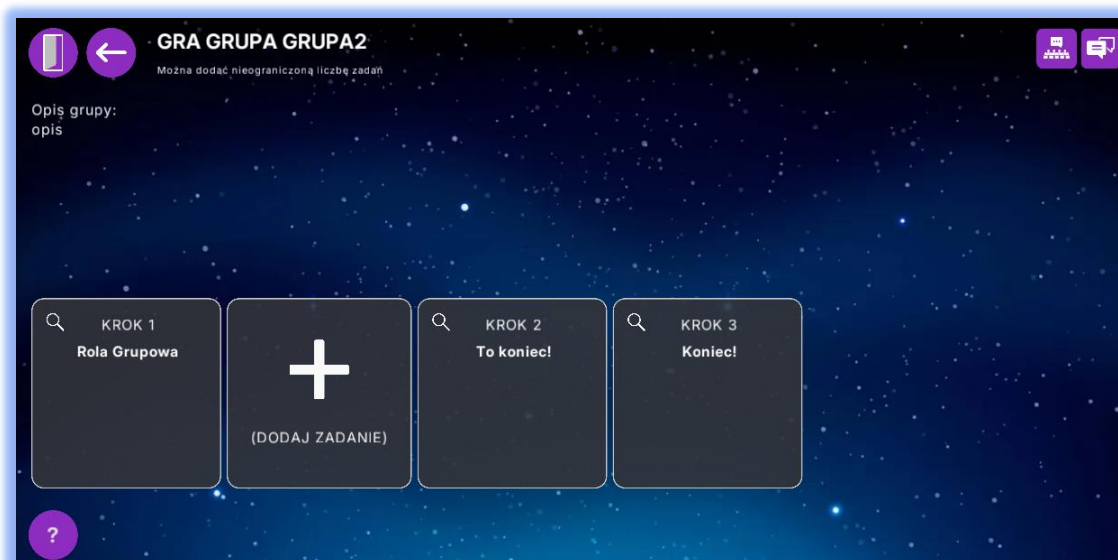 GRA GRUPA GRUPA2
Można dodać nieograniczoną liczbę zadań
Opis grupy:
opis
KROK 1
Rola Grupowa
(DODAJ ZADANIE)
KROK 2
To koniec!
KROK 3
Koniec!
?